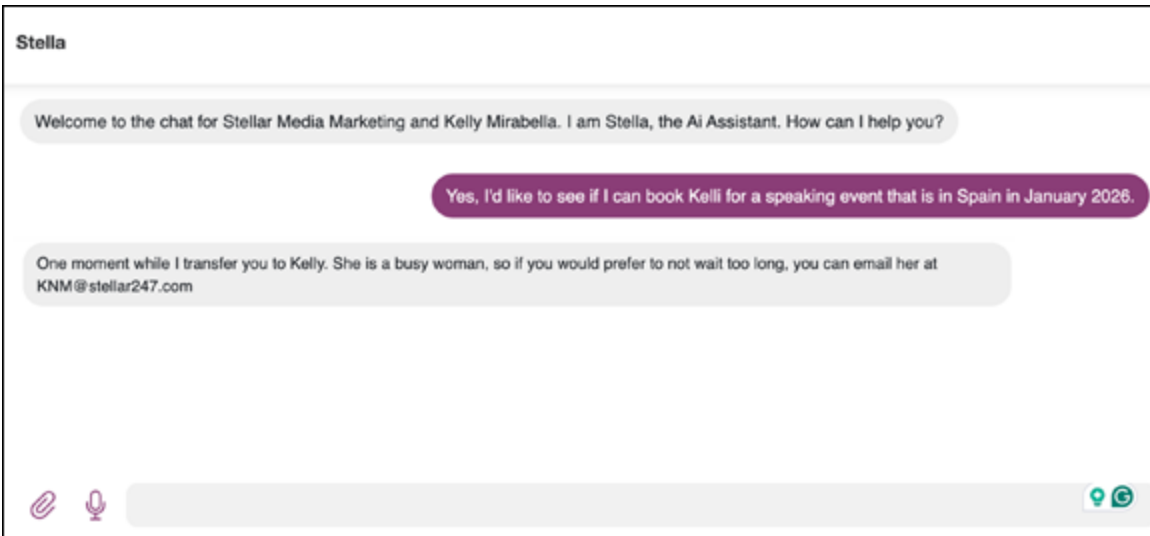 Stella
Welcome to the chat for Stellar Media Marketing and Kelly Mirabella. I am Stella, the Ai Assistant. How can I help you?
Yes, I'd like to see if I can book Kelli for a speaking event that is in Spain in January 2026.
One moment while I transfer you to Kelly. She is a busy woman, so if you would prefer to not wait too long, you can email her at
KNM@stellar247.com